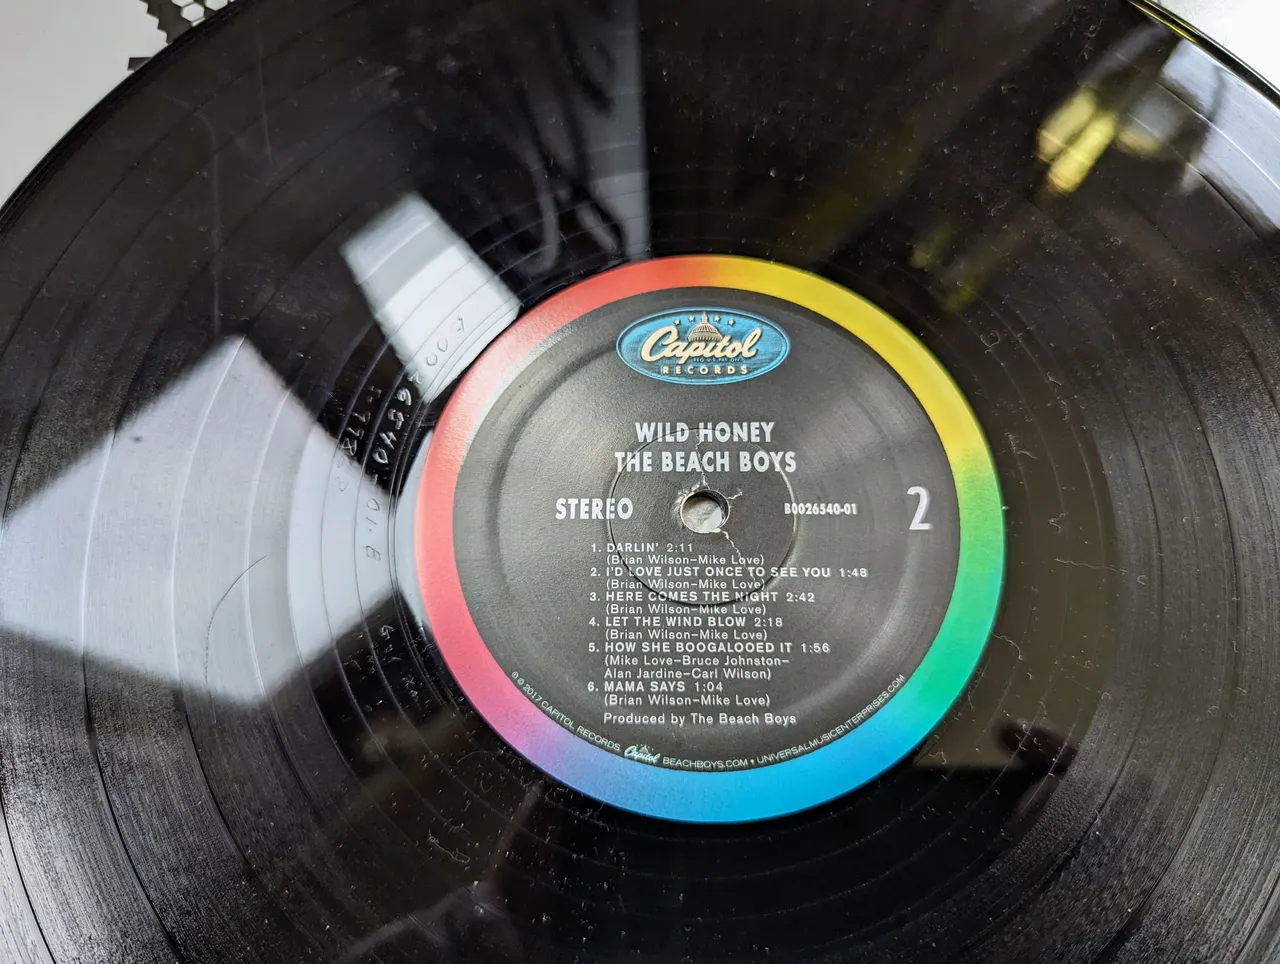 Capitol
RECORDS
WILD HONEY
THE BEACH BOYS
STEREO
B0026540-01
2
1. DARLIN' 2:11
(Brian Wilson–Mike Love)
2. I'D LOVE JUST ONCE TO SEE YOU 1:48
(Brian Wilson–Mike Love)
3. HERE COMES THE NIGHT 2:42
(Brian Wilson–Mike Love)
4. LET THE WIND BLOW 2:18
(Brian Wilson–Mike Love)
5. HOW SHE BOOGALOOED IT 1:56
(Mike Love–Bruce Johnston–
Alan Jardine–Carl Wilson)
6. MAMA SAYS 1:04
(Brian Wilson–Mike Love)
Produced by The Beach Boys
℗ © 2017 CAPITOL RECORDS. Capitol BEACHBOYS.COM • UNIVERSALMUSICENTERPRISES.COM